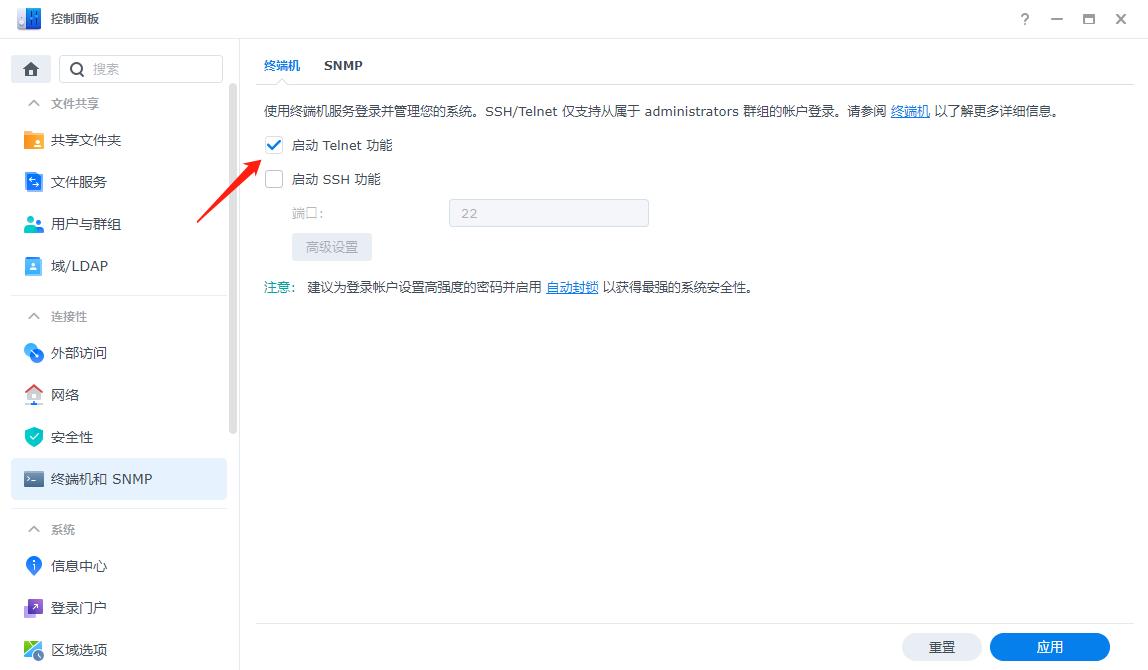 控制面板
搜索
文件共享
共享文件夹
文件服务
用户与群组
域/LDAP
连接性
外部访问
网络
安全性
终端机和 SNMP
系统
信息中心
登录门户
区域选项
终端机 SNMP
使用终端机服务登录并管理您的系统。SSH/Telnet 仅支持从属于 administrators 群组的帐户登录。请参阅 终端机 以了解更多详细信息。
启动 Telnet 功能
启动 SSH 功能
端口: 22
高级设置
注意: 建议为登录帐户设置高强度的密码并启用 自动封锁 以获得最强的系统安全性。
重置 应用